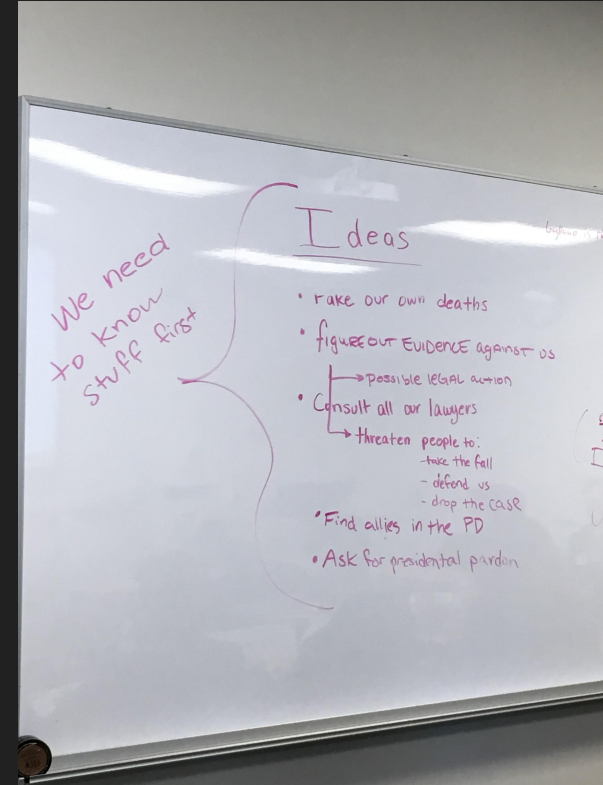 We need
to know
stuff first
Ideas
• Fake our own deaths
• figure out EVIDENCE against us
possible legal action
• Consult all our lawyers
threaten people to:
-take the fall
- defend us
- drop the case
• Find allies in the PD
• Ask for presidental pardon